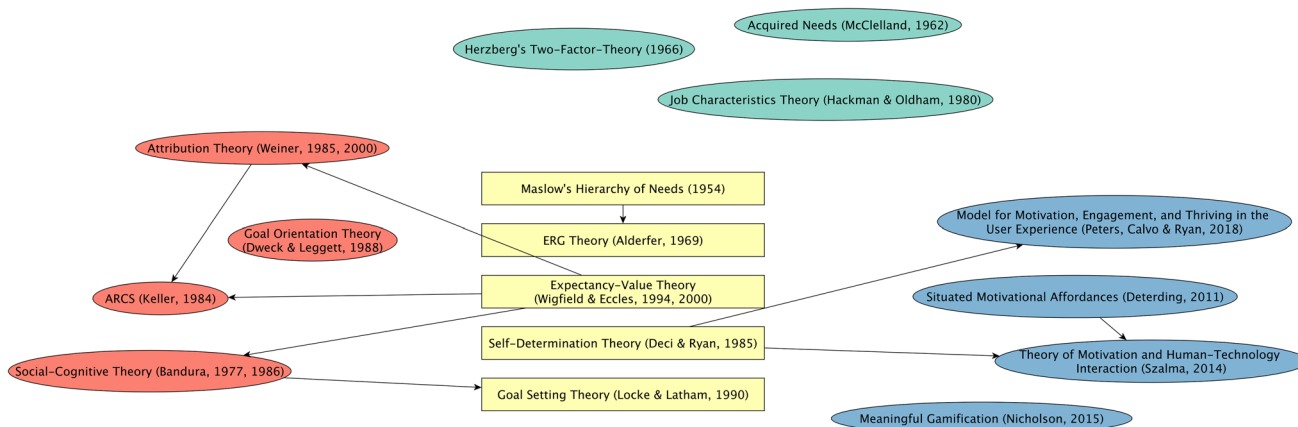 Acquired Needs (McClelland, 1962)
Herzberg's Two-Factor-Theory (1966)
Job Characteristics Theory (Hackman & Oldham, 1980)
Attribution Theory (Weiner, 1985, 2000)
Goal Orientation Theory
(Dweck & Leggett, 1988)
ARCS (Keller, 1984)
Social-Cognitive Theory (Bandura, 1977, 1986)
Maslow's Hierarchy of Needs (1954)
ERG Theory (Alderfer, 1969)
Expectancy-Value Theory
(Wigfield & Eccles, 1994, 2000)
Self-Determination Theory (Deci & Ryan, 1985)
Goal Setting Theory (Locke & Latham, 1990)
Model for Motivation, Engagement, and Thriving in the
User Experience (Peters, Calvo & Ryan, 2018)
Situated Motivational Affordances (Deterding, 2011)
Theory of Motivation and Human-Technology
Interaction (Szalma, 2014)
Meaningful Gamification (Nicholson, 2015)